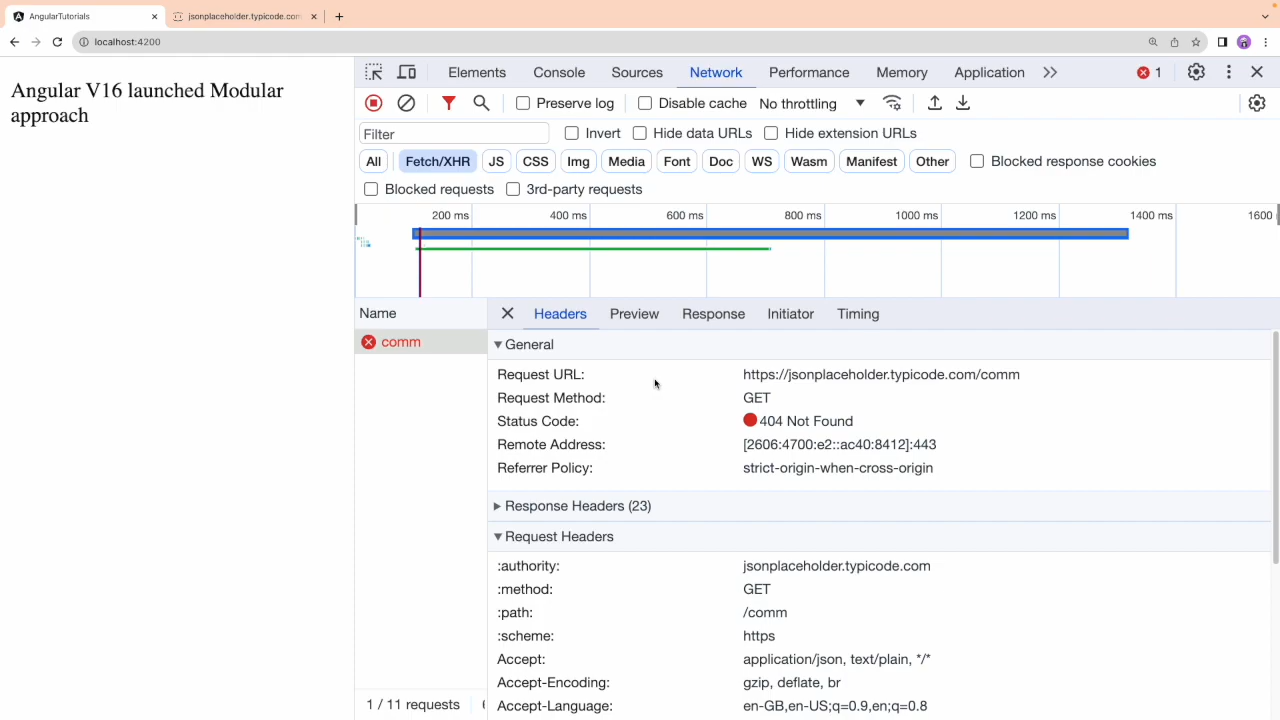 AngularTutorials
jsonplaceholder.typicode.com
localhost:4200
Angular V16 launched Modular
approach
Elements Console Sources Network Performance Memory Application 1
Preserve log Disable cache No throttling
Filter Invert Hide data URLs Hide extension URLs
All Fetch/XHR JS CSS Img Media Font Doc WS Wasm Manifest Other Blocked response cookies
Blocked requests 3rd-party requests
200 ms 400 ms 600 ms 800 ms 1000 ms 1200 ms 1400 ms 1600
Name Headers Preview Response Initiator Timing
comm
General
Request URL: https://jsonplaceholder.typicode.com/comm
Request Method: GET
Status Code: 404 Not Found
Remote Address: [2606:4700:e2::ac40:8412]:443
Referrer Policy: strict-origin-when-cross-origin
Response Headers (23)
Request Headers
:authority: jsonplaceholder.typicode.com
:method: GET
:path: /comm
:scheme: https
Accept: application/json, text/plain, */*
Accept-Encoding: gzip, deflate, br
Accept-Language: en-GB,en-US;q=0.9,en;q=0.8
1 / 11 requests